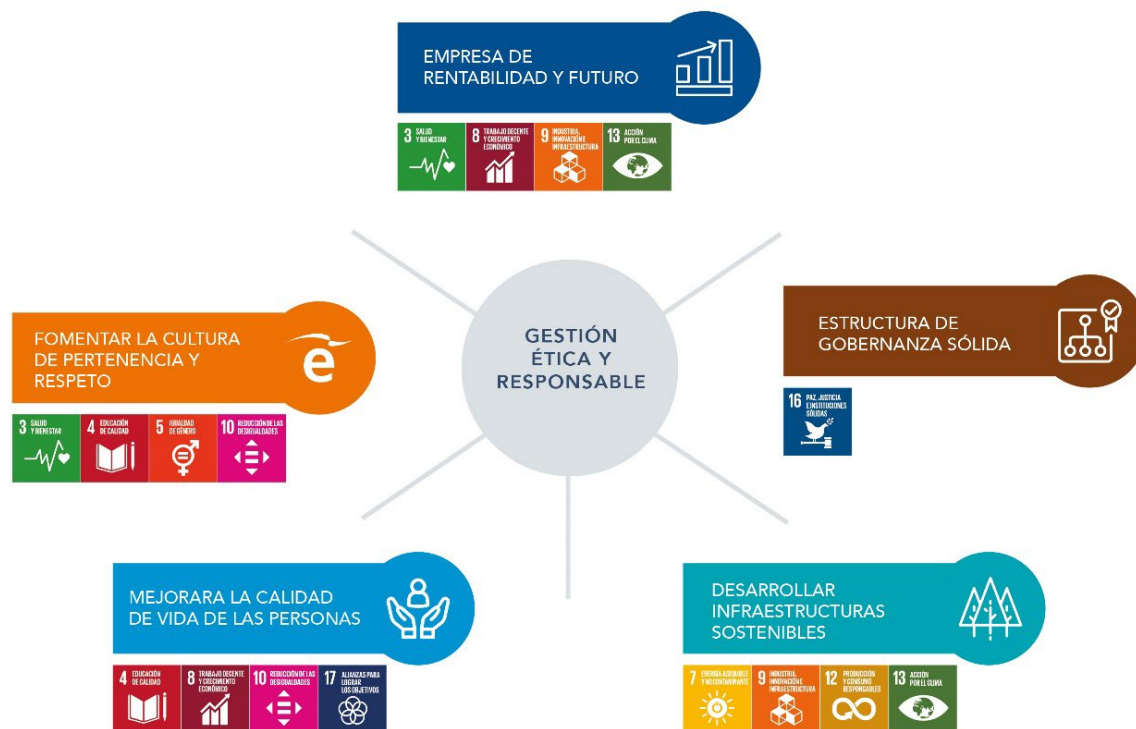 EMPRESA DE
RENTABILIDAD Y FUTURO
3 SALUD
Y BIENESTAR
8 TRABAJO DECENTE
Y CRECIMIENTO
ECONÓMICO
9 INDUSTRIA,
INNOVACIÓN E
INFRAESTRUCTURA
13 ACCIÓN
POR EL CLIMA
GESTIÓN
ÉTICA Y
RESPONSABLE
FOMENTAR LA CULTURA
DE PERTENENCIA Y
RESPETO
e
3 SALUD
Y BIENESTAR
4 EDUCACIÓN
DE CALIDAD
5 IGUALDAD
DE GÉNERO
10 REDUCCIÓN DE LAS
DESIGUALDADES
ESTRUCTURA DE
GOBERNANZA SÓLIDA
16 PAZ, JUSTICIA
E INSTITUCIONES
SÓLIDAS
MEJORARA LA CALIDAD
DE VIDA DE LAS PERSONAS
4 EDUCACIÓN
DE CALIDAD
8 TRABAJO DECENTE
Y CRECIMIENTO
ECONÓMICO
10 REDUCCIÓN DE LAS
DESIGUALDADES
17 ALIANZAS PARA
LOGRAR
LOS OBJETIVOS
DESARROLLAR
INFRAESTRUCTURAS
SOSTENIBLES
7 ENERGÍA ASEQUIBLE
Y NO CONTAMINANTE
9 INDUSTRIA,
INNOVACIÓN E
INFRAESTRUCTURA
12 PRODUCCIÓN
Y CONSUMO
RESPONSABLES
13 ACCIÓN
POR EL CLIMA